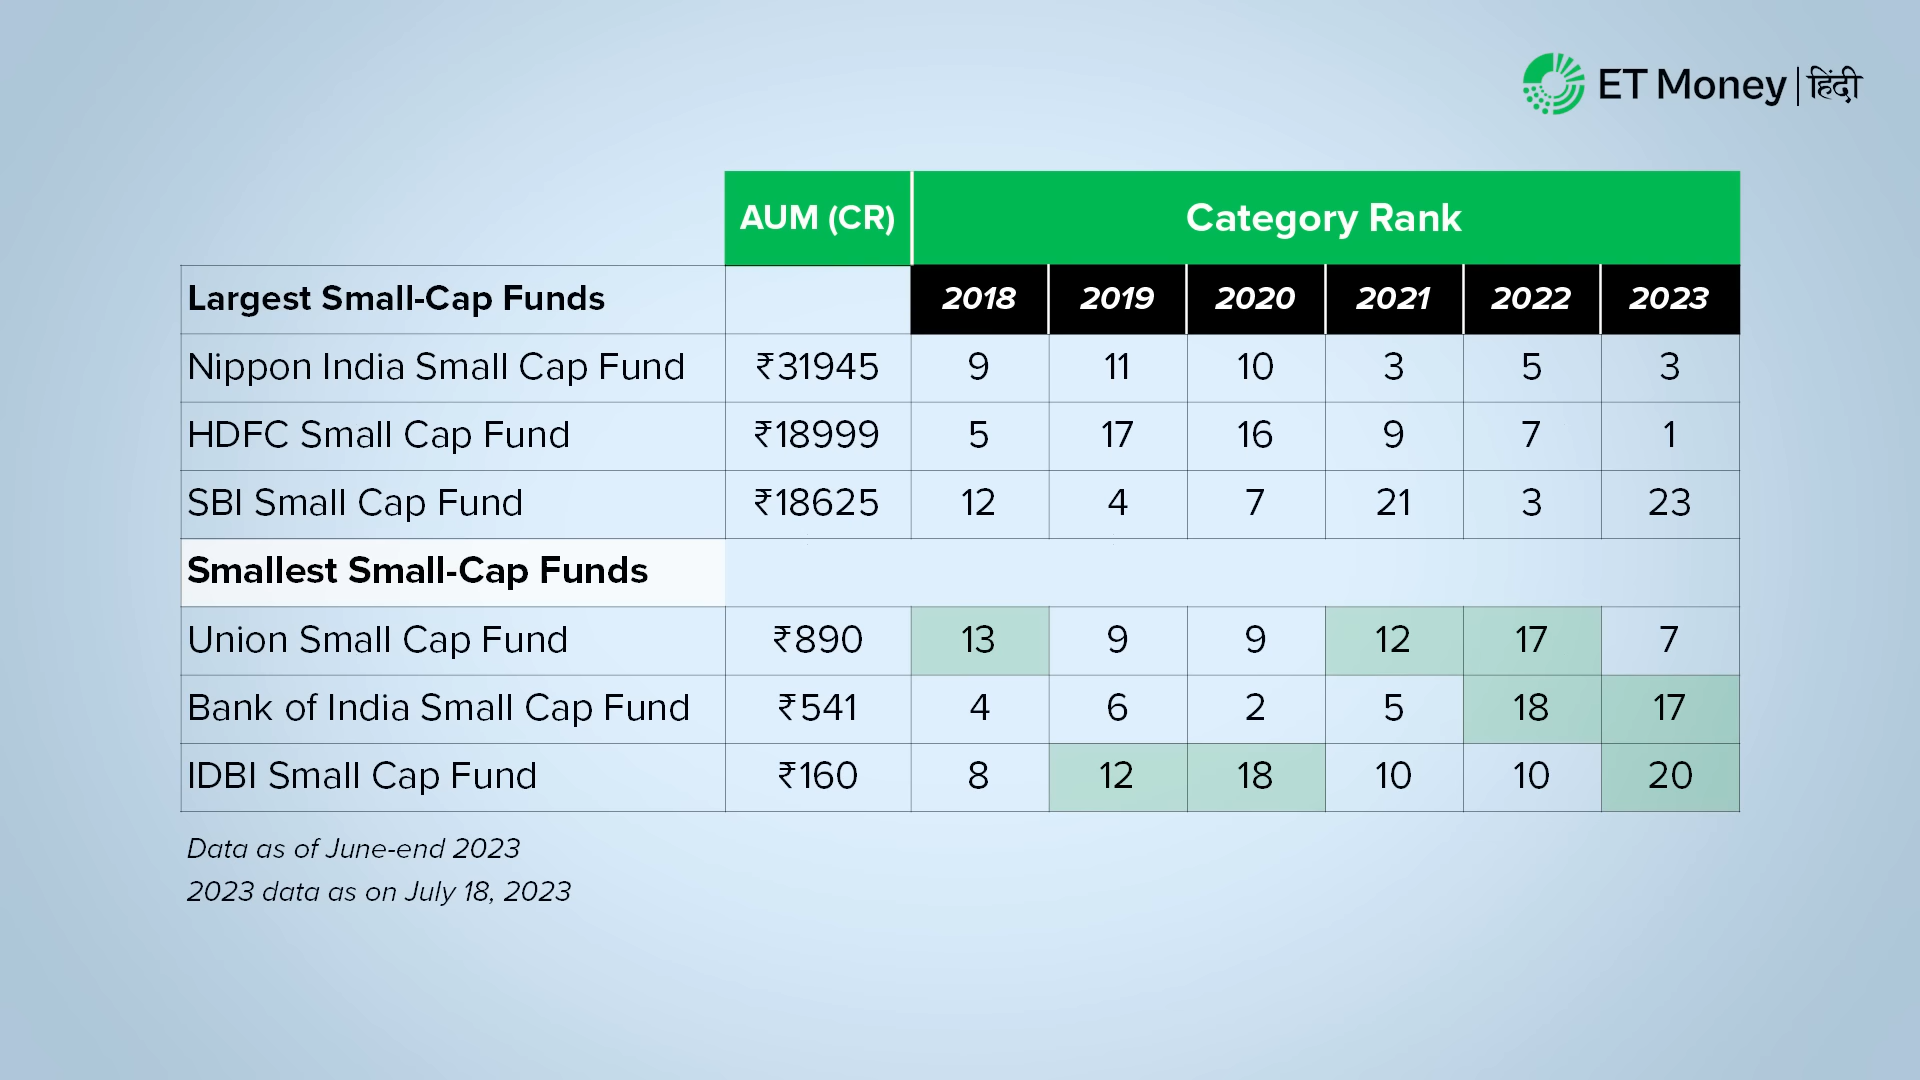 ET Money | हिंदी
AUM (CR) Category Rank
Largest Small-Cap Funds 2018 2019 2020 2021 2022 2023
Nippon India Small Cap Fund ₹31945 9 11 10 3 5 3
HDFC Small Cap Fund ₹18999 5 17 16 9 7 1
SBI Small Cap Fund ₹18625 12 4 7 21 3 23
Smallest Small-Cap Funds
Union Small Cap Fund ₹890 13 9 9 12 17 7
Bank of India Small Cap Fund ₹541 4 6 2 5 18 17
IDBI Small Cap Fund ₹160 8 12 18 10 10 20
Data as of June-end 2023
2023 data as on July 18, 2023